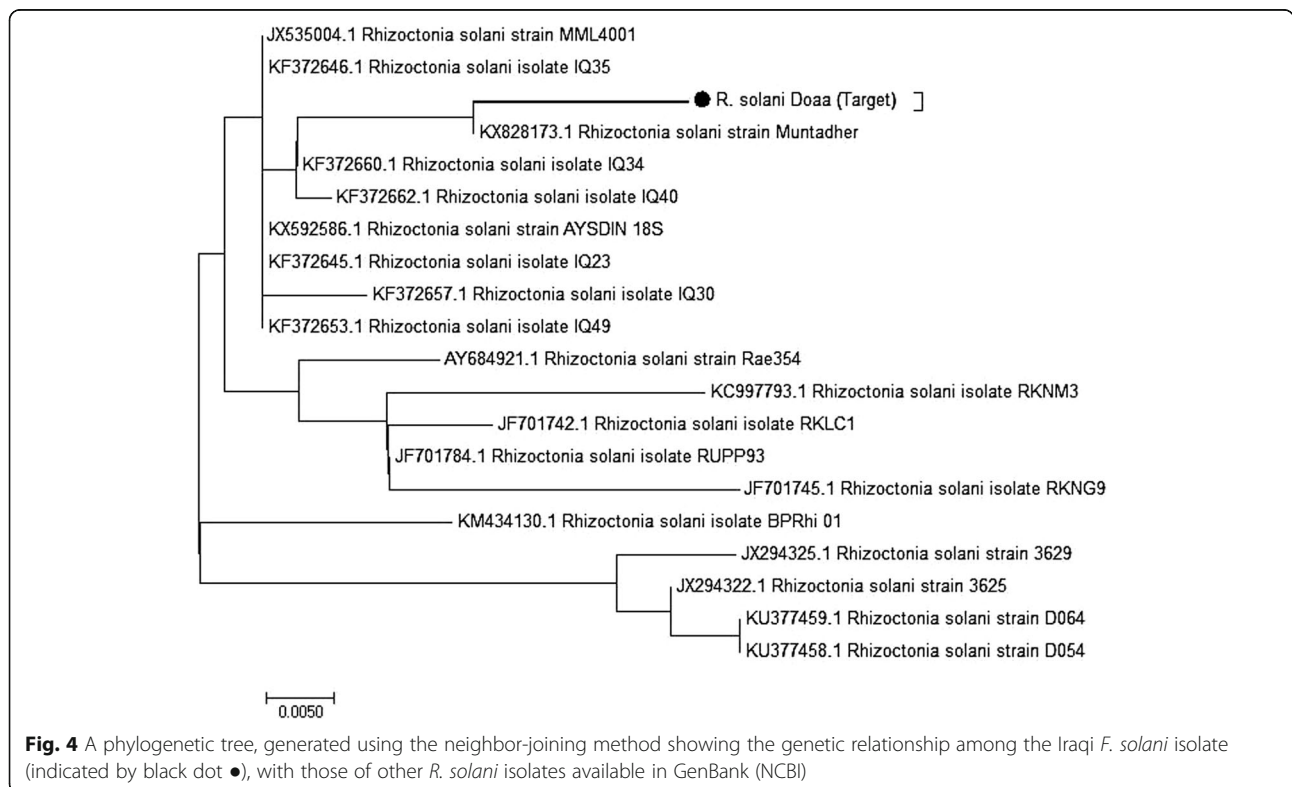 JX535004.1 Rhizoctonia solani strain MML4001
KF372646.1 Rhizoctonia solani isolate IQ35
● R. solani Doaa (Target)
KX828173.1 Rhizoctonia solani strain Muntadher
KF372660.1 Rhizoctonia solani isolate IQ34
KF372662.1 Rhizoctonia solani isolate IQ40
KX592586.1 Rhizoctonia solani strain AYSDIN 18S
KF372645.1 Rhizoctonia solani isolate IQ23
KF372657.1 Rhizoctonia solani isolate IQ30
KF372653.1 Rhizoctonia solani isolate IQ49
AY684921.1 Rhizoctonia solani strain Rae354
KC997793.1 Rhizoctonia solani isolate RKNM3
JF701742.1 Rhizoctonia solani isolate RKLC1
JF701784.1 Rhizoctonia solani isolate RUPP93
JF701745.1 Rhizoctonia solani isolate RKNG9
KM434130.1 Rhizoctonia solani isolate BPRhi 01
JX294325.1 Rhizoctonia solani strain 3629
JX294322.1 Rhizoctonia solani strain 3625
KU377459.1 Rhizoctonia solani strain D064
KU377458.1 Rhizoctonia solani strain D054
0.0050
Fig. 4 A phylogenetic tree, generated using the neighbor-joining method showing the genetic relationship among the Iraqi F. solani isolate
(indicated by black dot ●), with those of other R. solani isolates available in GenBank (NCBI)